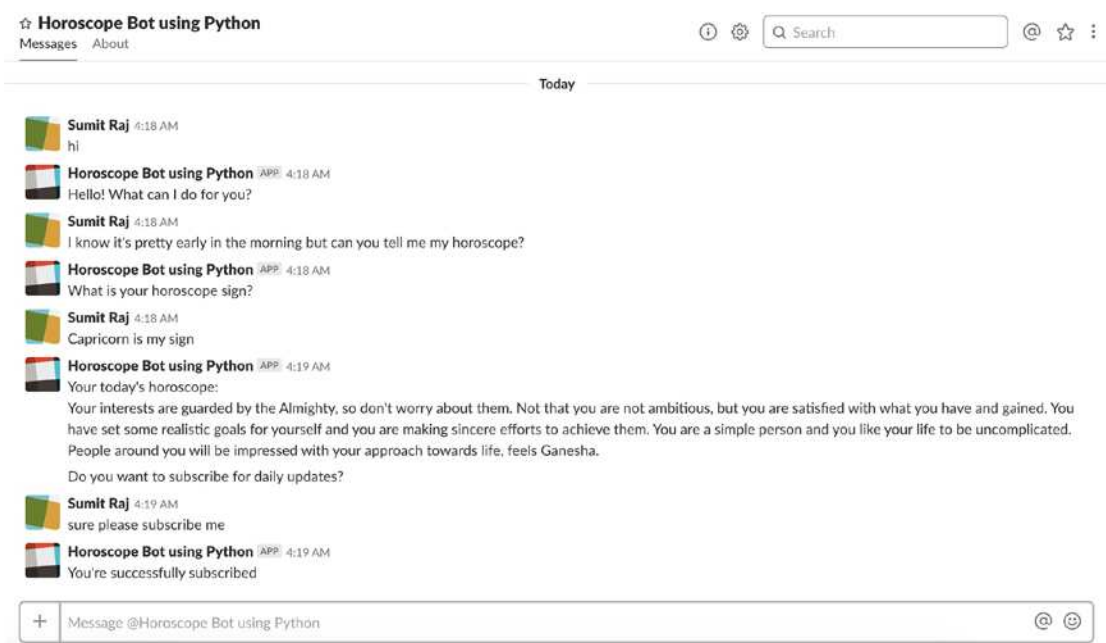 Horoscope Bot using Python
Messages About
Search
Today
Sumit Raj 4:18 AM
hi
Horoscope Bot using Python APP 4:18 AM
Hello! What can I do for you?
Sumit Raj 4:18 AM
I know it's pretty early in the morning but can you tell me my horoscope?
Horoscope Bot using Python APP 4:18 AM
What is your horoscope sign?
Sumit Raj 4:18 AM
Capricorn is my sign
Horoscope Bot using Python APP 4:19 AM
Your today's horoscope:
Your interests are guarded by the Almighty, so don't worry about them. Not that you are not ambitious, but you are satisfied with what you have and gained. You
have set some realistic goals for yourself and you are making sincere efforts to achieve them. You are a simple person and you like your life to be uncomplicated.
People around you will be impressed with your approach towards life, feels Ganesha.
Do you want to subscribe for daily updates?
Sumit Raj 4:19 AM
sure please subscribe me
Horoscope Bot using Python APP 4:19 AM
You're successfully subscribed
Message @Horoscope Bot using Python